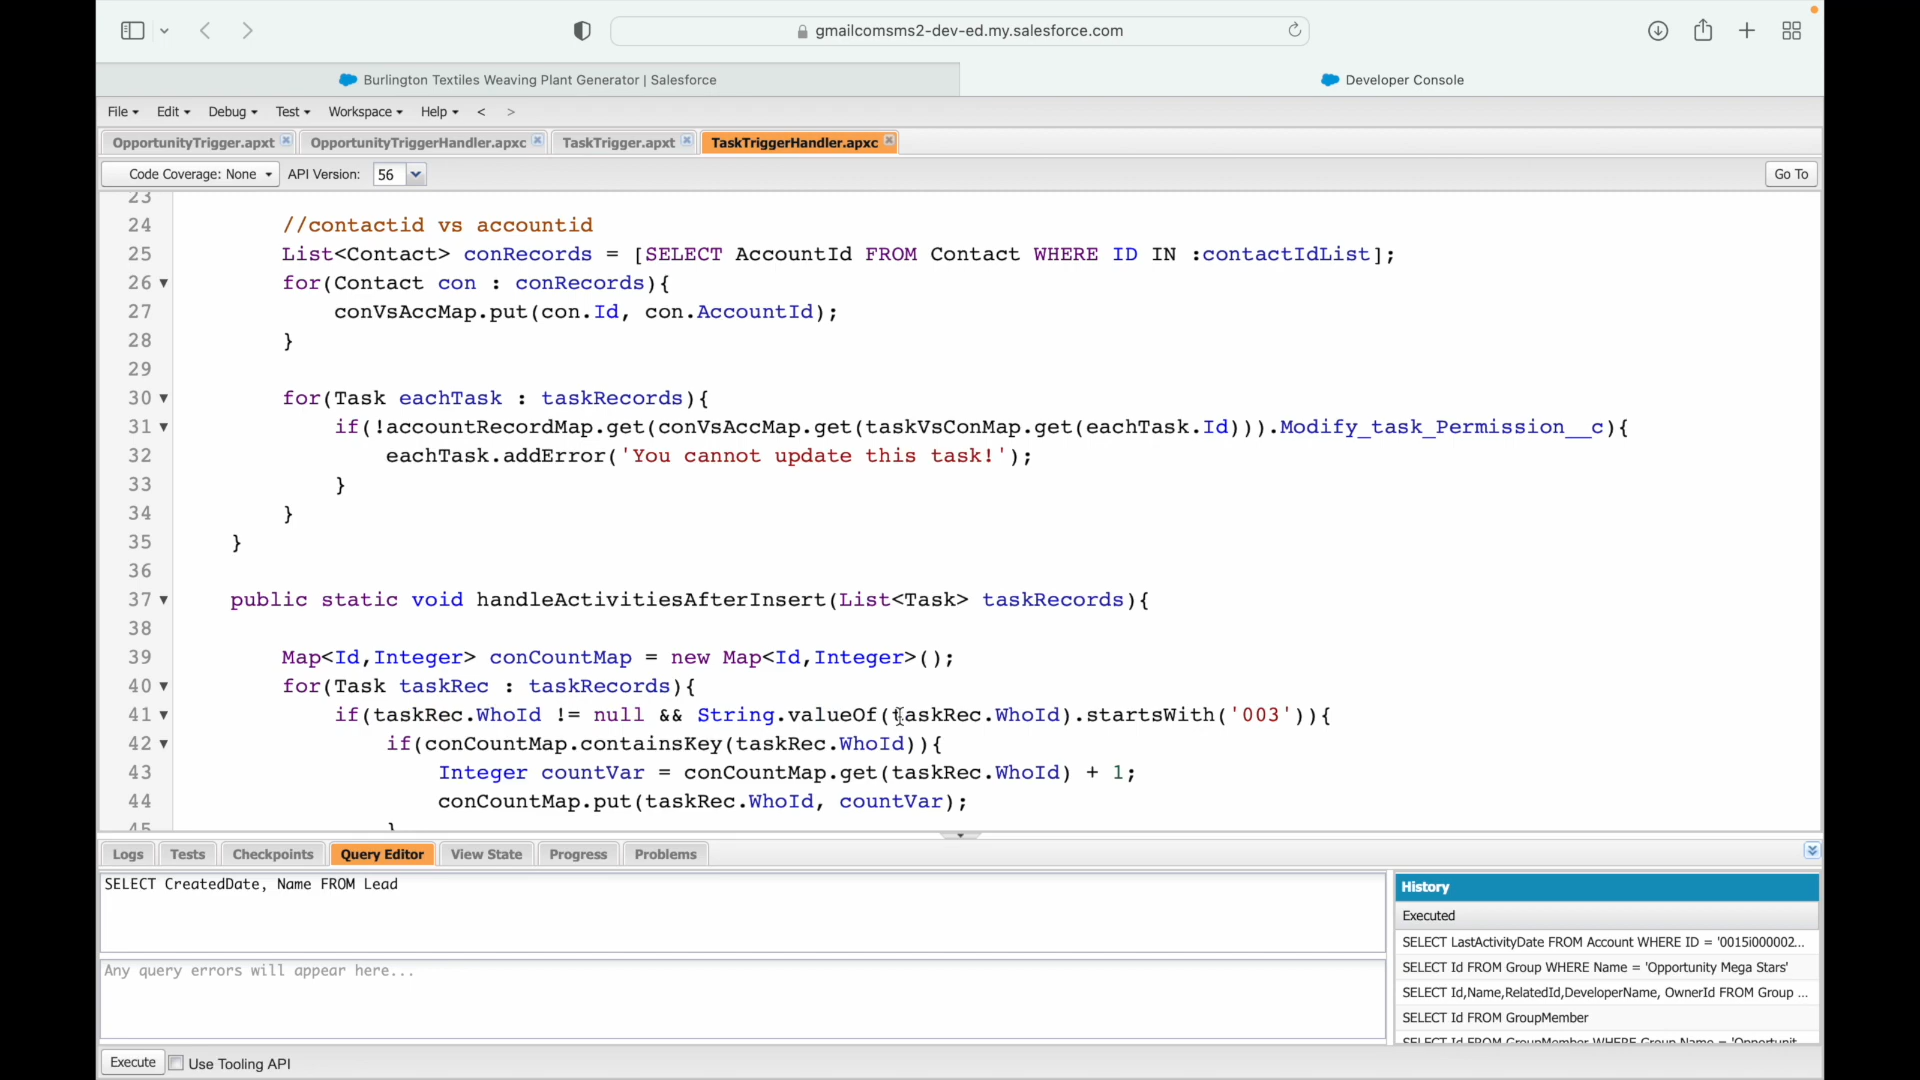 gmailcomsms2-dev-ed.my.salesforce.com
Burlington Textiles Weaving Plant Generator | Salesforce
Developer Console
File Edit Debug Test Workspace Help < >
OpportunityTrigger.apxt OpportunityTriggerHandler.apxc TaskTrigger.apxt TaskTriggerHandler.apxc
Code Coverage: None API Version: 56 Go To
23
24 //contactid vs accountid
25 List<Contact> conRecords = [SELECT AccountId FROM Contact WHERE ID IN :contactIdList];
26 for(Contact con : conRecords){
27 conVsAccMap.put(con.Id, con.AccountId);
28 }
29
30 for(Task eachTask : taskRecords){
31 if(!accountRecordMap.get(conVsAccMap.get(taskVsConMap.get(eachTask.Id))).Modify_task_Permission__c){
32 eachTask.addError('You cannot update this task!');
33 }
34 }
35 }
36
37 public static void handleActivitiesAfterInsert(List<Task> taskRecords){
38
39 Map<Id,Integer> conCountMap = new Map<Id,Integer>();
40 for(Task taskRec : taskRecords){
41 if(taskRec.WhoId != null && String.valueOf(taskRec.WhoId).startsWith('003')){
42 if(conCountMap.containsKey(taskRec.WhoId)){
43 Integer countVar = conCountMap.get(taskRec.WhoId) + 1;
44 conCountMap.put(taskRec.WhoId, countVar);
45 }
Logs Tests Checkpoints Query Editor View State Progress Problems
SELECT CreatedDate, Name FROM Lead
Any query errors will appear here...
History
Executed
SELECT LastActivityDate FROM Account WHERE ID = '0015i000002...
SELECT Id FROM Group WHERE Name = 'Opportunity Mega Stars'
SELECT Id,Name,RelatedId,DeveloperName, OwnerId FROM Group ...
SELECT Id FROM GroupMember
SELECT Id FROM GroupMember WHERE Group.Name = 'Opportunit...
Execute Use Tooling API